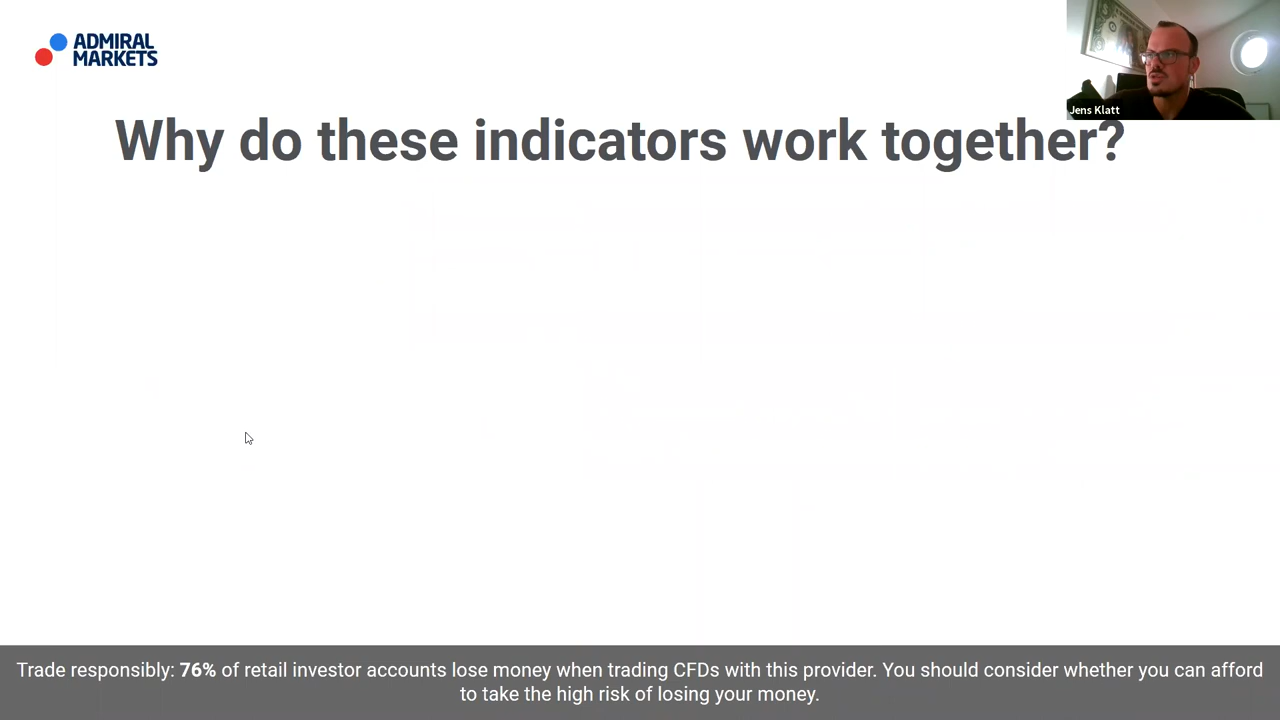 ADMIRAL
MARKETS
Jens Klatt
Why do these indicators work together?
Trade responsibly: 76% of retail investor accounts lose money when trading CFDs with this provider. You should consider whether you can afford
to take the high risk of losing your money.